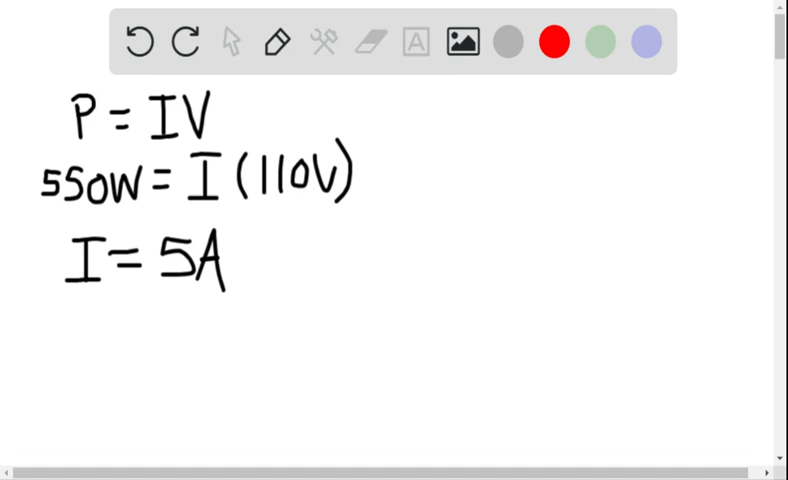 P = IV
550W = I (110V)
I = 5A